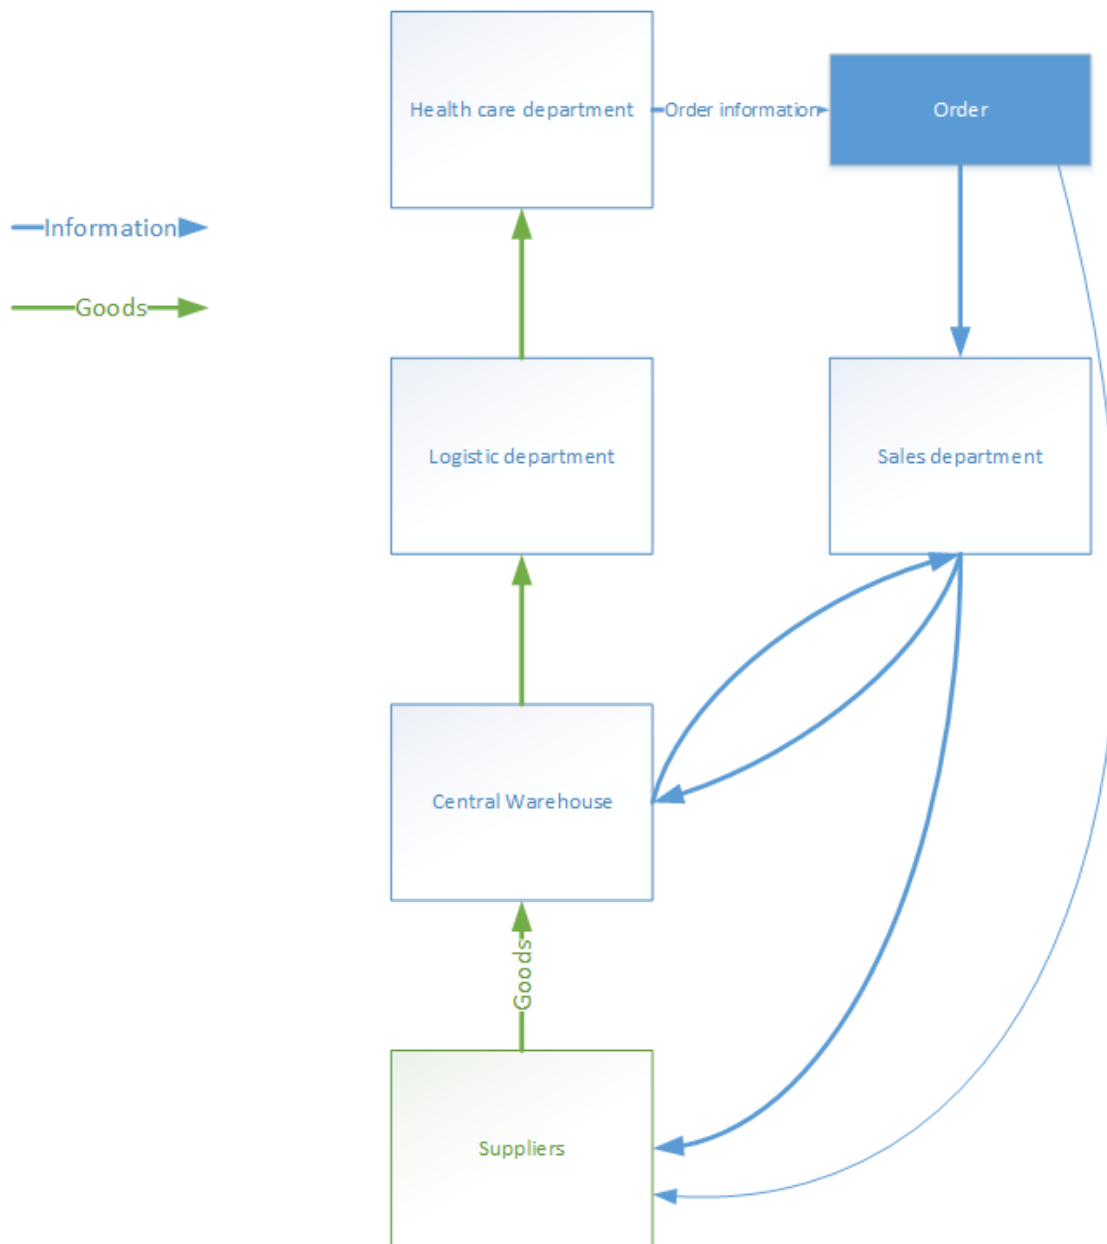 Health care department
Order information
Order
Information
Goods
Logistic department
Sales department
Central Warehouse
Goods
Suppliers